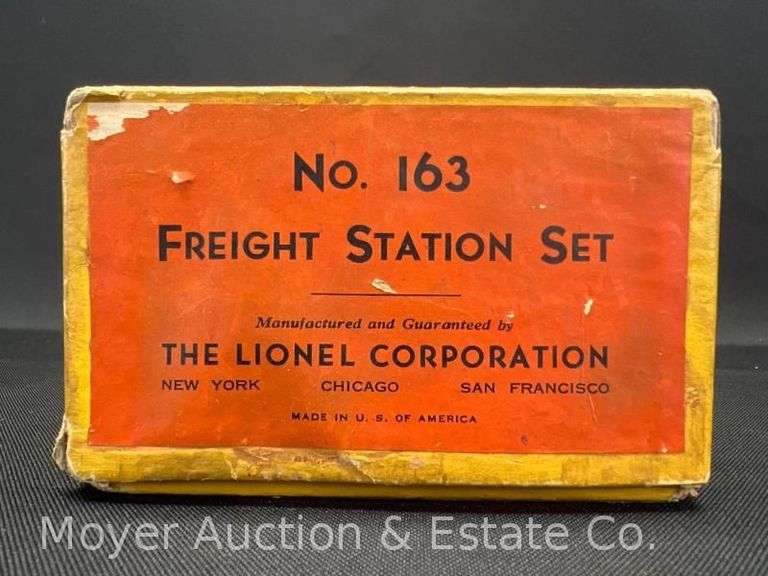 No. 163
FREIGHT STATION SET
Manufactured and Guaranteed by
THE LIONEL CORPORATION
NEW YORK CHICAGO SAN FRANCISCO
MADE IN U. S. OF AMERICA
Moyer Auction & Estate Co.